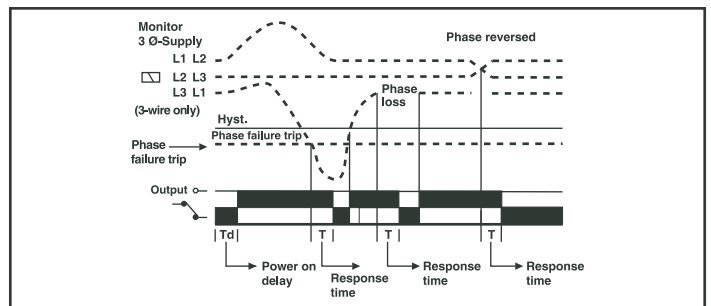 Monitor
3 Ø-Supply
Phase reversed
L1 L2
L2 L3
L3 L1
(3-wire only)
Phase
loss
Hyst.
Phase failure trip
Phase
failure trip
Output
Td
T
T
T
Power on
delay
Response
time
Response
time
Response
time